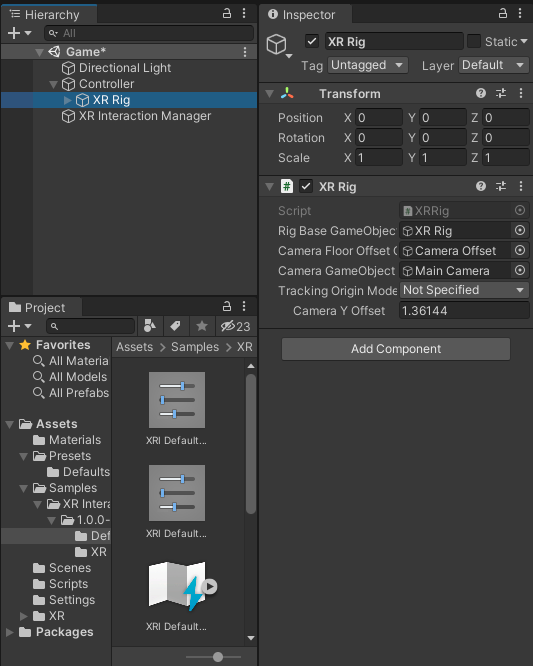 Hierarchy
All
Game*
Directional Light
Controller
XR Rig
XR Interaction Manager
Project
23
Favorites
All Materia
All Models
All Prefabs
Assets
Materials
Presets
Defaults
Samples
XR Intera
1.0.0-
Def
XR
Scenes
Scripts
Settings
XR
Packages
Assets > Samples > XR
XRI Default...
XRI Default...
XRI Default...
Inspector
XR Rig
Static
Tag Untagged Layer Default
Transform
Position X 0 Y 0 Z 0
Rotation X 0 Y 0 Z 0
Scale X 1 Y 1 Z 1
XR Rig
Script XRRig
Rig Base GameObjec XR Rig
Camera Floor Offset G Camera Offset
Camera GameObject Main Camera
Tracking Origin Mode Not Specified
Camera Y Offset 1.36144
Add Component